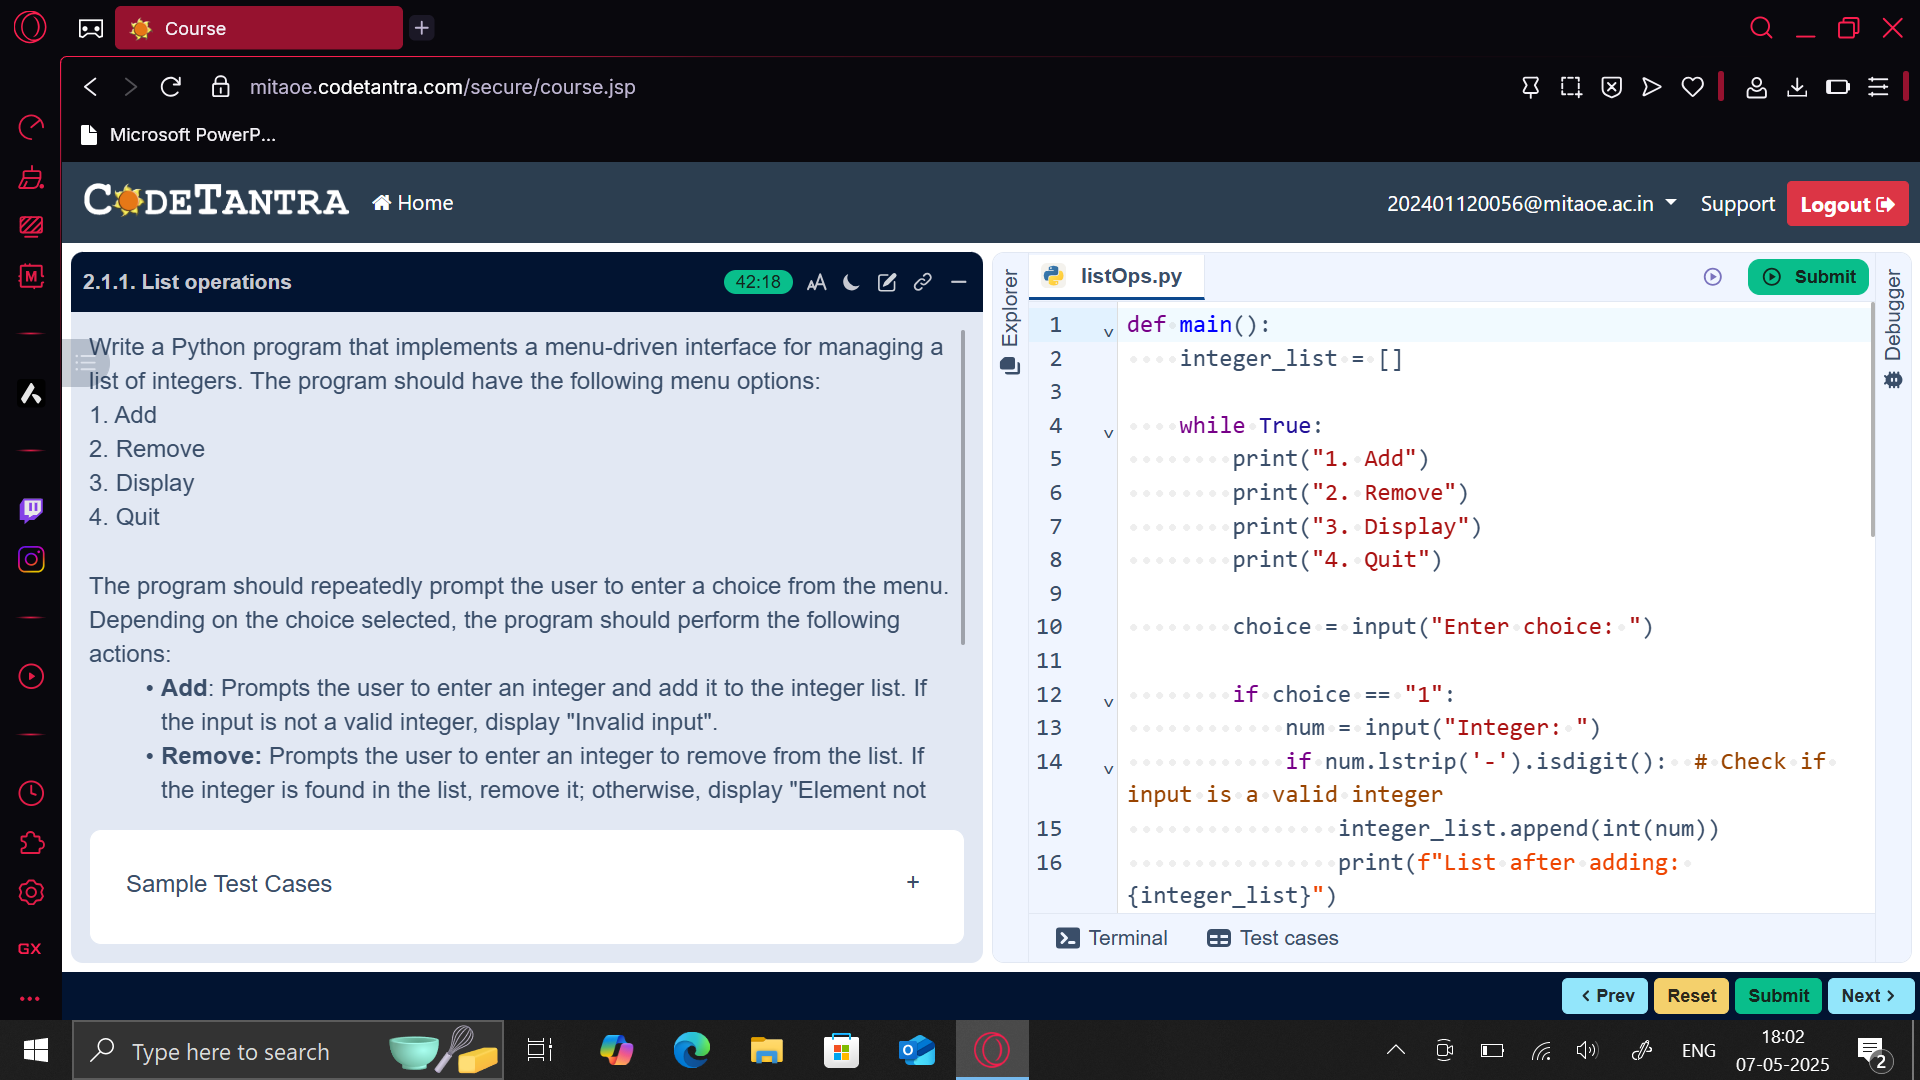 Course
mitaoe.codetantra.com/secure/course.jsp
Microsoft PowerP...
CODETANTRA
Home
202401120056@mitaoe.ac.in
Support
Logout
2.1.1. List operations
42:18
AA
Write a Python program that implements a menu-driven interface for managing a
list of integers. The program should have the following menu options:
1. Add
2. Remove
3. Display
4. Quit
The program should repeatedly prompt the user to enter a choice from the menu.
Depending on the choice selected, the program should perform the following
actions:
• Add: Prompts the user to enter an integer and add it to the integer list. If
the input is not a valid integer, display "Invalid input".
• Remove: Prompts the user to enter an integer to remove from the list. If
the integer is found in the list, remove it; otherwise, display "Element not
Sample Test Cases
+
Explorer
listOps.py
Submit
Debugger
1 def main():
2 integer_list = []
3
4 while True:
5 print("1. Add")
6 print("2. Remove")
7 print("3. Display")
8 print("4. Quit")
9
10 choice = input("Enter choice: ")
11
12 if choice == "1":
13 num = input("Integer: ")
14 if num.lstrip('-').isdigit():  # Check if
input is a valid integer
15 integer_list.append(int(num))
16 print(f"List after adding:
{integer_list}")
Terminal
Test cases
Prev
Reset
Submit
Next
M
GX
Type here to search
ENG
18:02
07-05-2025
2